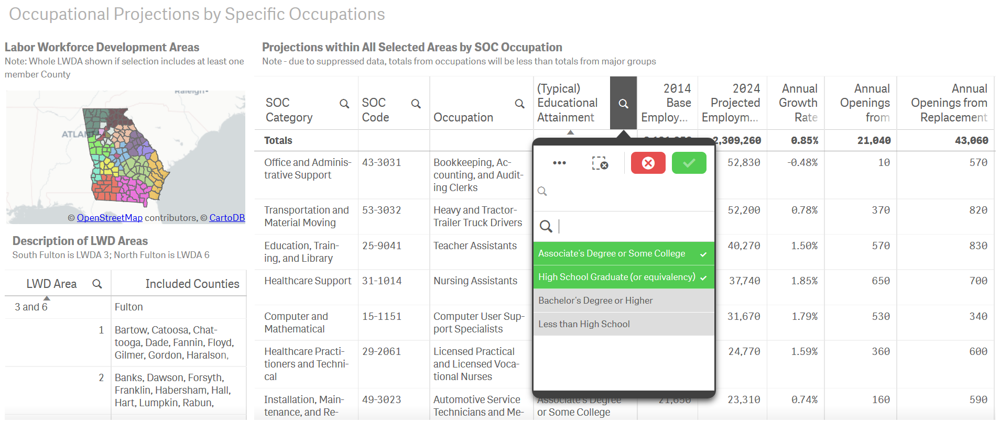 Occupational Projections by Specific Occupations
Labor Workforce Development Areas
Note: Whole LWDA shown if selection includes at least one
member County
Raleigh
ATLAN
© OpenStreetMap contributors, © CartoDB
Description of LWD Areas
South Fulton is LWDA 3; North Fulton is LWDA 6
LWD Area
Included Counties
3 and 6
Fulton
1
Bartow, Catoosa, Chat-
tooga, Dade, Fannin, Floyd,
Gilmer, Gordon, Haralson,
2
Banks, Dawson, Forsyth,
Franklin, Habersham, Hall,
Hart, Lumpkin, Rabun,
Projections within All Selected Areas by SOC Occupation
Note - due to suppressed data, totals from occupations will be less than totals from major groups
SOC
Category
SOC
Code
Occupation
(Typical)
Educational
Attainment
2014
Base
Employ...
2024
Projected
Employm...
Annual
Growth
Rate
Annual
Openings
from
Annual
Openings from
Replacement
Totals
2,309,260
0.85%
21,040
43,060
Office and Adminis-
trative Support
43-3031
Bookkeeping, Ac-
counting, and Audit-
ing Clerks
52,830
-0.48%
10
570
Transportation and
Material Moving
53-3032
Heavy and Tractor-
Trailer Truck Drivers
52,200
0.78%
370
820
Education, Train-
ing, and Library
25-9041
Teacher Assistants
40,270
1.50%
570
830
Healthcare Support
31-1014
Nursing Assistants
37,740
1.85%
650
700
Computer and
Mathematical
15-1151
Computer User Sup-
port Specialists
31,670
1.79%
530
340
Healthcare Practi-
tioners and Techni-
cal
29-2061
Licensed Practical
and Licensed Voca-
tional Nurses
24,770
1.59%
360
600
Installation, Main-
tenance, and Re-
49-3023
Automotive Service
Technicians and Me-
Associate's Degree
or Some College
21,650
23,310
0.74%
160
590
Associate's Degree or Some College
High School Graduate (or equivalency)
Bachelor's Degree or Higher
Less than High School